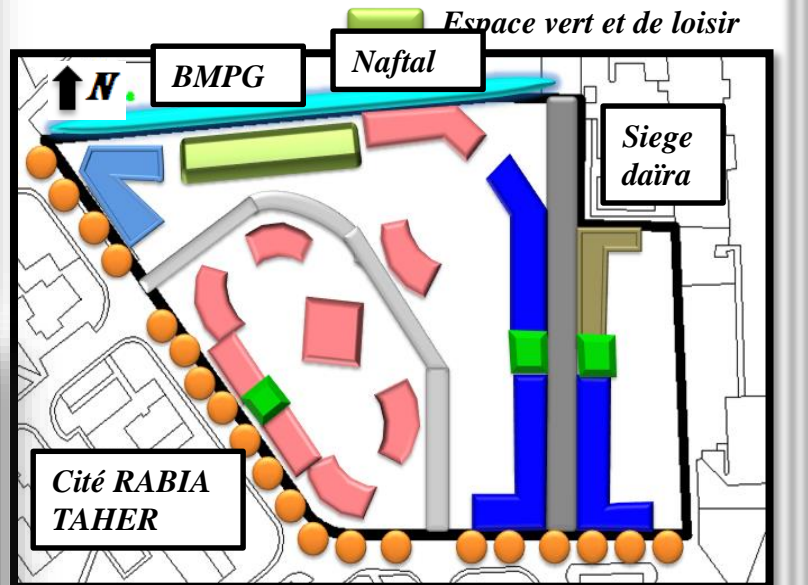 Espace vert et de loisir
N.
BMPG
Naftal
Siege
daïra
Cité RABIA
TAHER